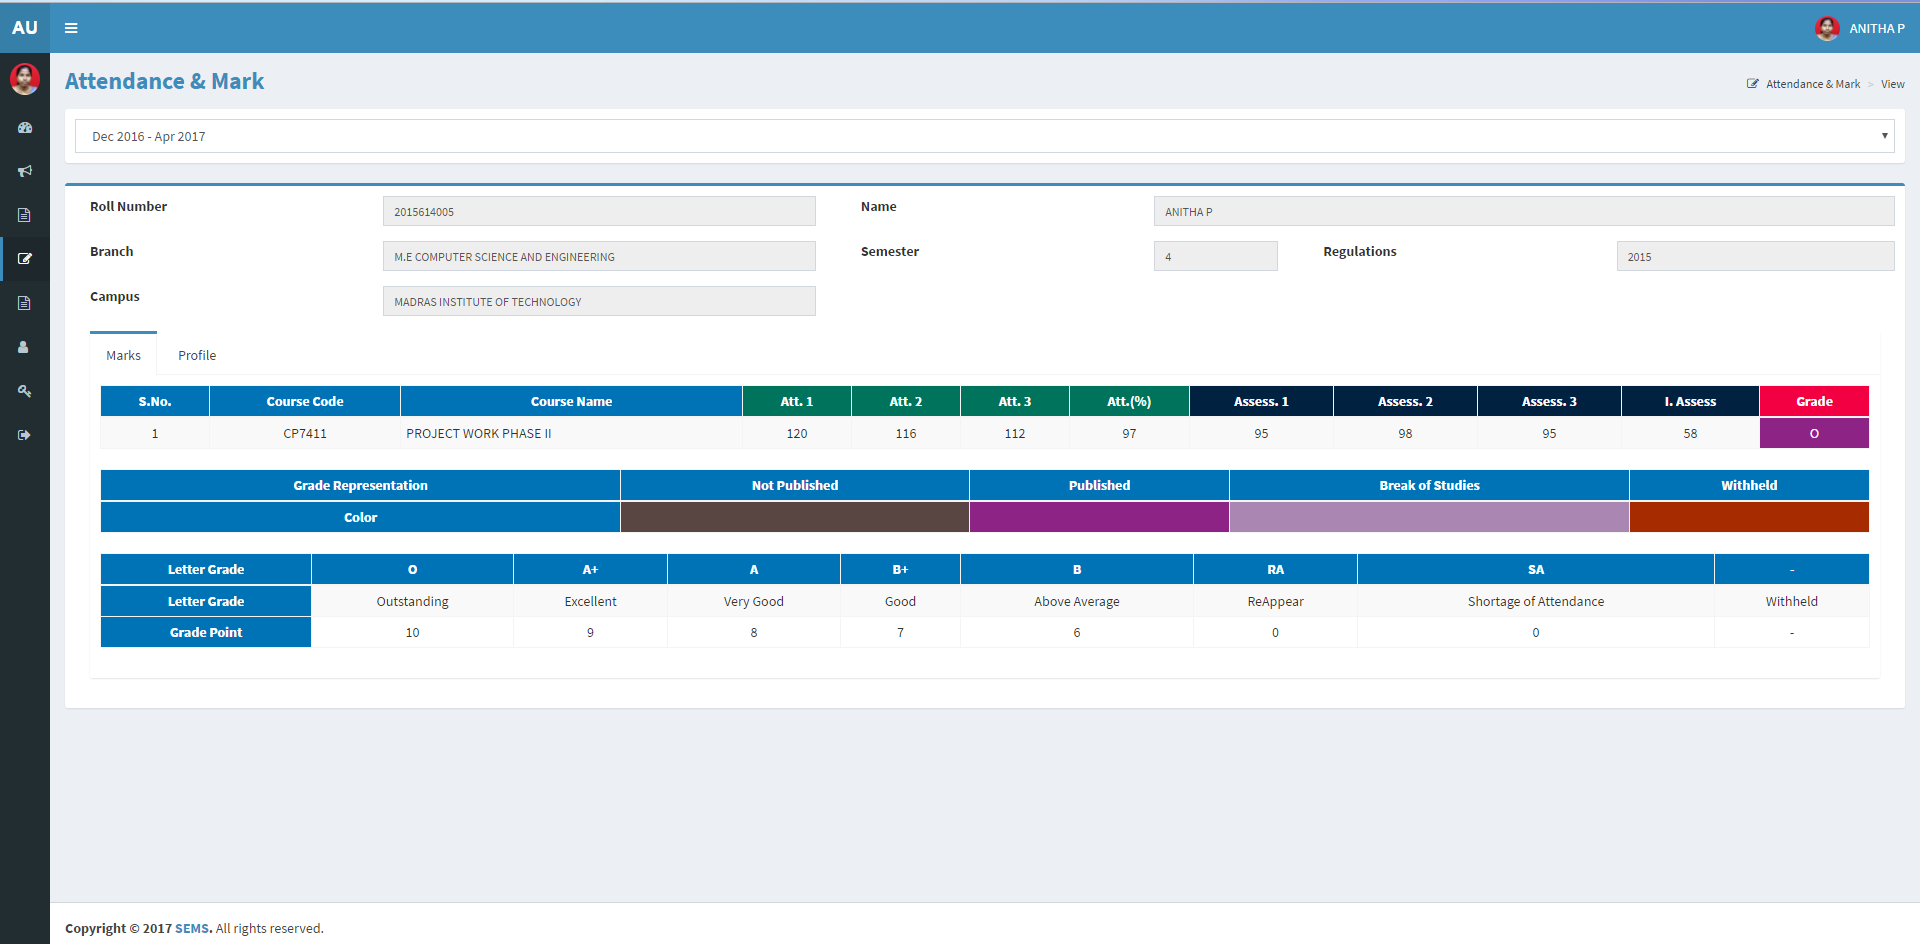 AU
ANITHA P
Attendance & Mark
Attendance & Mark > View
Dec 2016 - Apr 2017
Roll Number 2015614005 Name ANITHA P
Branch M.E COMPUTER SCIENCE AND ENGINEERING Semester 4 Regulations 2015
Campus MADRAS INSTITUTE OF TECHNOLOGY
Marks Profile
S.No. Course Code Course Name Att. 1 Att. 2 Att. 3 Att.(%) Assess. 1 Assess. 2 Assess. 3 I. Assess Grade
1 CP7411 PROJECT WORK PHASE II 120 116 112 97 95 98 95 58 O
Grade Representation Not Published Published Break of Studies Withheld
Color
Letter Grade O A+ A B+ B RA SA -
Letter Grade Outstanding Excellent Very Good Good Above Average ReAppear Shortage of Attendance Withheld
Grade Point 10 9 8 7 6 0 0 -
Copyright © 2017 SEMS. All rights reserved.